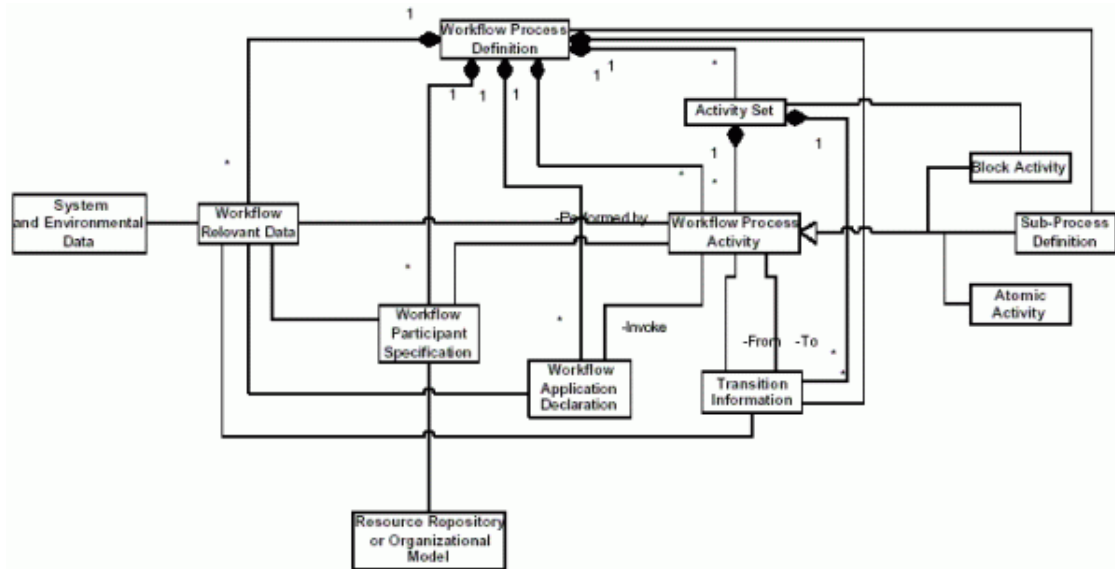 1
Workflow Process
Definition
1
1
1
1
1
1
*
Activity Set
1
1
*
Block Activity
*
*
System
and Environmental
Data
Workflow
Relevant Data
-Performed by
Workflow Process
Activity
Sub-Process
Definition
*
Atomic
Activity
Workflow
Participant
Specification
*
-Invoke
-From
-To
*
*
Workflow
Application
Declaration
Transition
Information
Resource Repository
or Organizational
Model